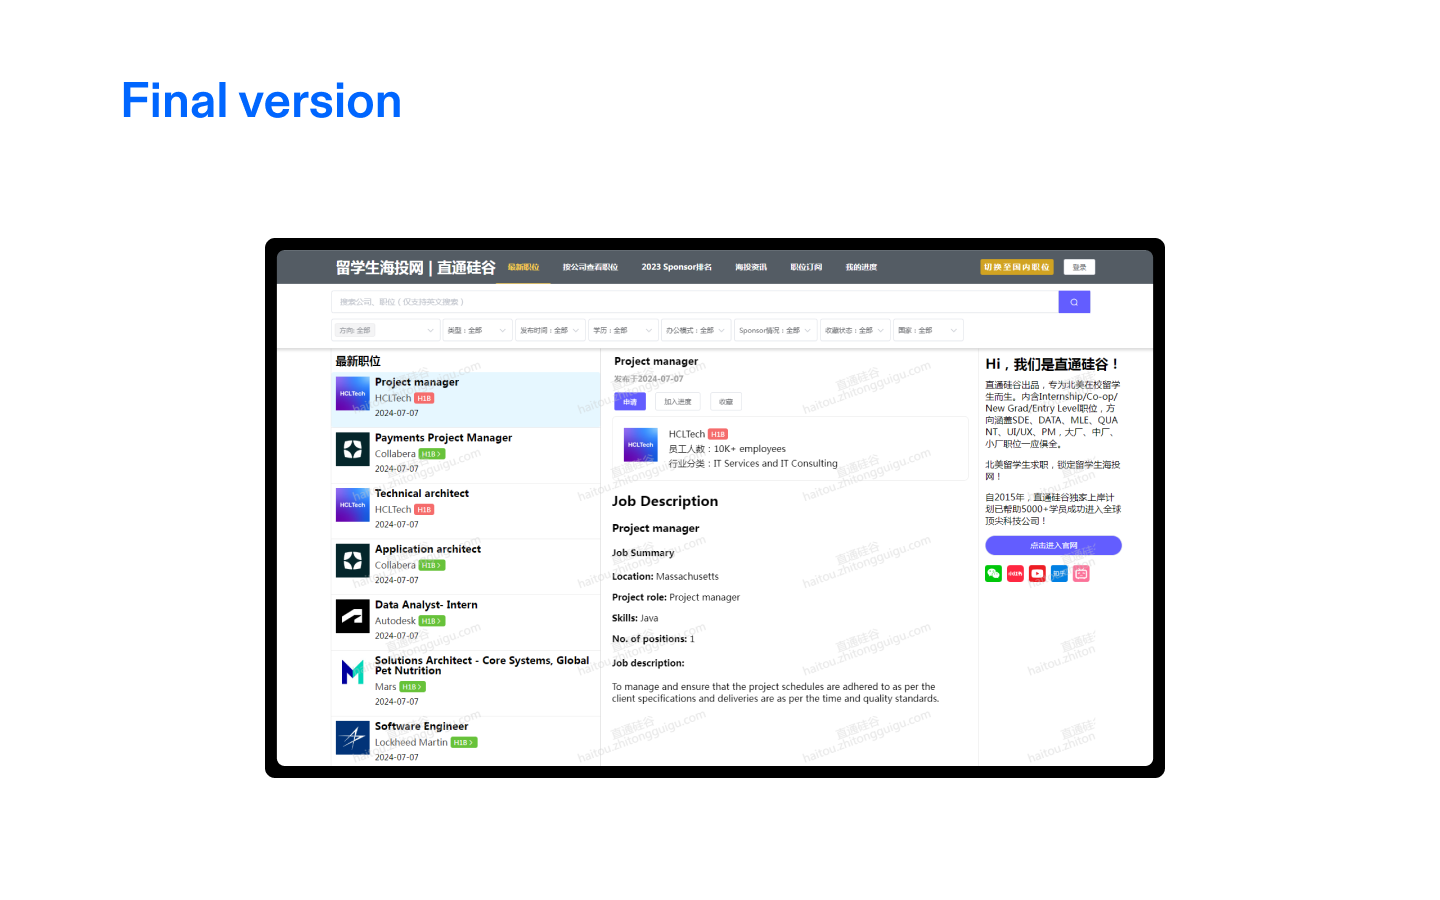 Final version
留学生海投网 | 直通硅谷
最新职位
按公司查看职位
2023 Sponsor排名
海投资讯
职位订阅
我的进度
切换至国内职位
登录
搜索公司、职位（仅支持英文搜索）
方向: 全部
类型：全部
发布时间：全部
学历：全部
办公模式：全部
Sponsor情况：全部
收藏状态：全部
国家：全部
最新职位
HCLTech
Project manager
HCLTech H1B
2024-07-07
Payments Project Manager
Collabera H1B >
2024-07-07
HCLTech
Technical architect
HCLTech H1B
2024-07-07
Application architect
Collabera H1B >
2024-07-07
Data Analyst- Intern
Autodesk H1B >
2024-07-07
Solutions Architect - Core Systems, Global
Pet Nutrition
Mars H1B >
2024-07-07
Software Engineer
Lockheed Martin H1B >
2024-07-07
Project manager
发布于2024-07-07
申请
加入进度
收藏
HCLTech
HCLTech H1B
员工人数：10K+ employees
行业分类：IT Services and IT Consulting
Job Description
Project manager
Job Summary
Location: Massachusetts
Project role: Project manager
Skills: Java
No. of positions: 1
Job description:
To manage and ensure that the project schedules are adhered to as per the
client specifications and deliveries are as per the time and quality standards.
Hi，我们是直通硅谷！
直通硅谷出品，专为北美在校留学
生而生。内含Internship/Co-op/
New Grad/Entry Level职位，方
向涵盖SDE、DATA、MLE、QUA
NT、UI/UX、PM，大厂、中厂、
小厂职位一应俱全。
北美留学生求职，锁定留学生海投
网！
自2015年，直通硅谷独家上岸计
划已帮助5000+学员成功进入全球
顶尖科技公司！
点击进入官网
知乎
直通硅谷
haitou.zhitongguigu.com